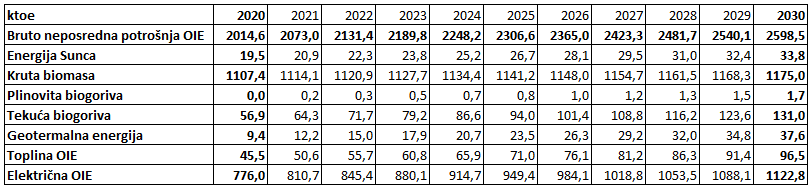 ktoe 2020 2021 2022 2023 2024 2025 2026 2027 2028 2029 2030
Bruto neposredna potrošnja OIE 2014,6 2073,0 2131,4 2189,8 2248,2 2306,6 2365,0 2423,3 2481,7 2540,1 2598,5
Energija Sunca 19,5 20,9 22,3 23,8 25,2 26,7 28,1 29,5 31,0 32,4 33,8
Kruta biomasa 1107,4 1114,1 1120,9 1127,7 1134,4 1141,2 1148,0 1154,7 1161,5 1168,3 1175,0
Plinovita biogoriva 0,0 0,2 0,3 0,5 0,7 0,8 1,0 1,2 1,3 1,5 1,7
Tekuća biogoriva 56,9 64,3 71,7 79,2 86,6 94,0 101,4 108,8 116,2 123,6 131,0
Geotermalna energija 9,4 12,2 15,0 17,9 20,7 23,5 26,3 29,2 32,0 34,8 37,6
Toplina OIE 45,5 50,6 55,7 60,8 65,9 71,0 76,1 81,2 86,3 91,4 96,5
Električna OIE 776,0 810,7 845,4 880,1 914,7 949,4 984,1 1018,8 1053,5 1088,1 1122,8